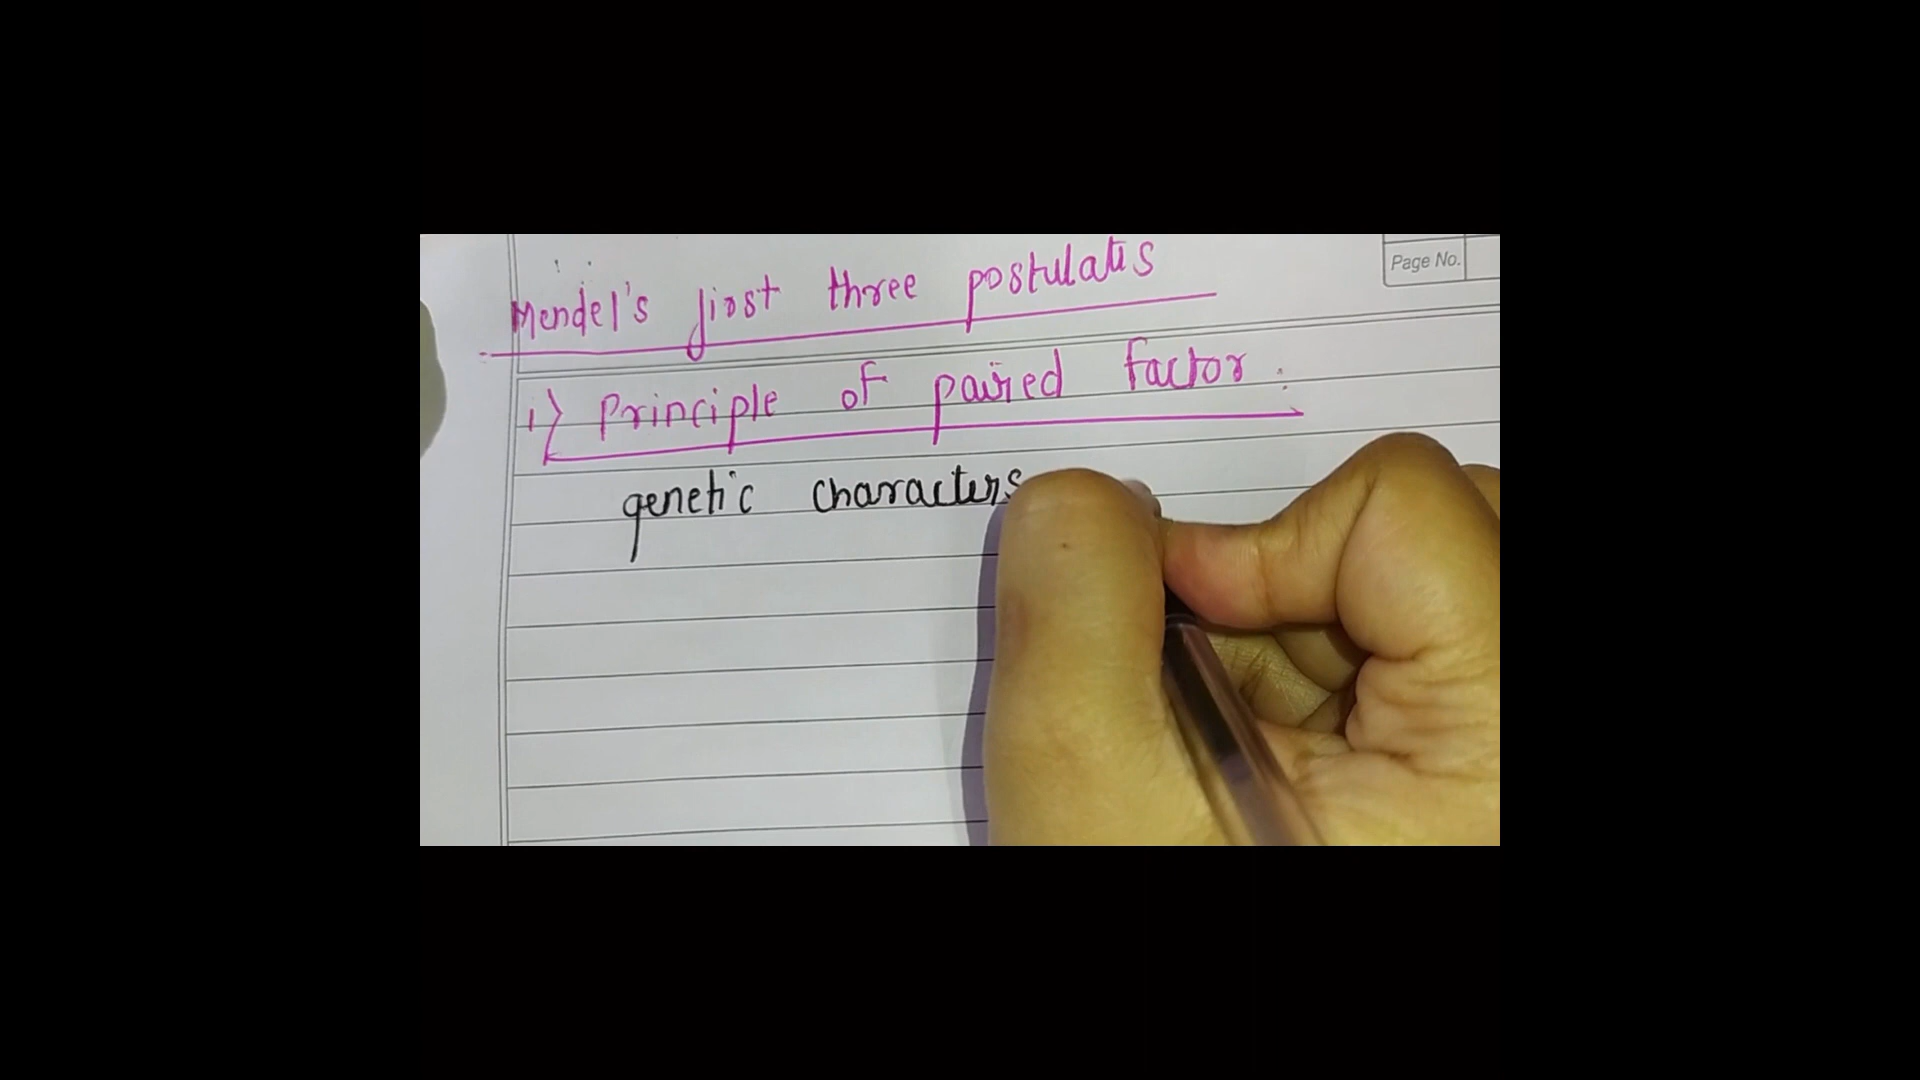 Page No.
Mendel's first three postulates
1) Principle of paired factor :
genetic characters